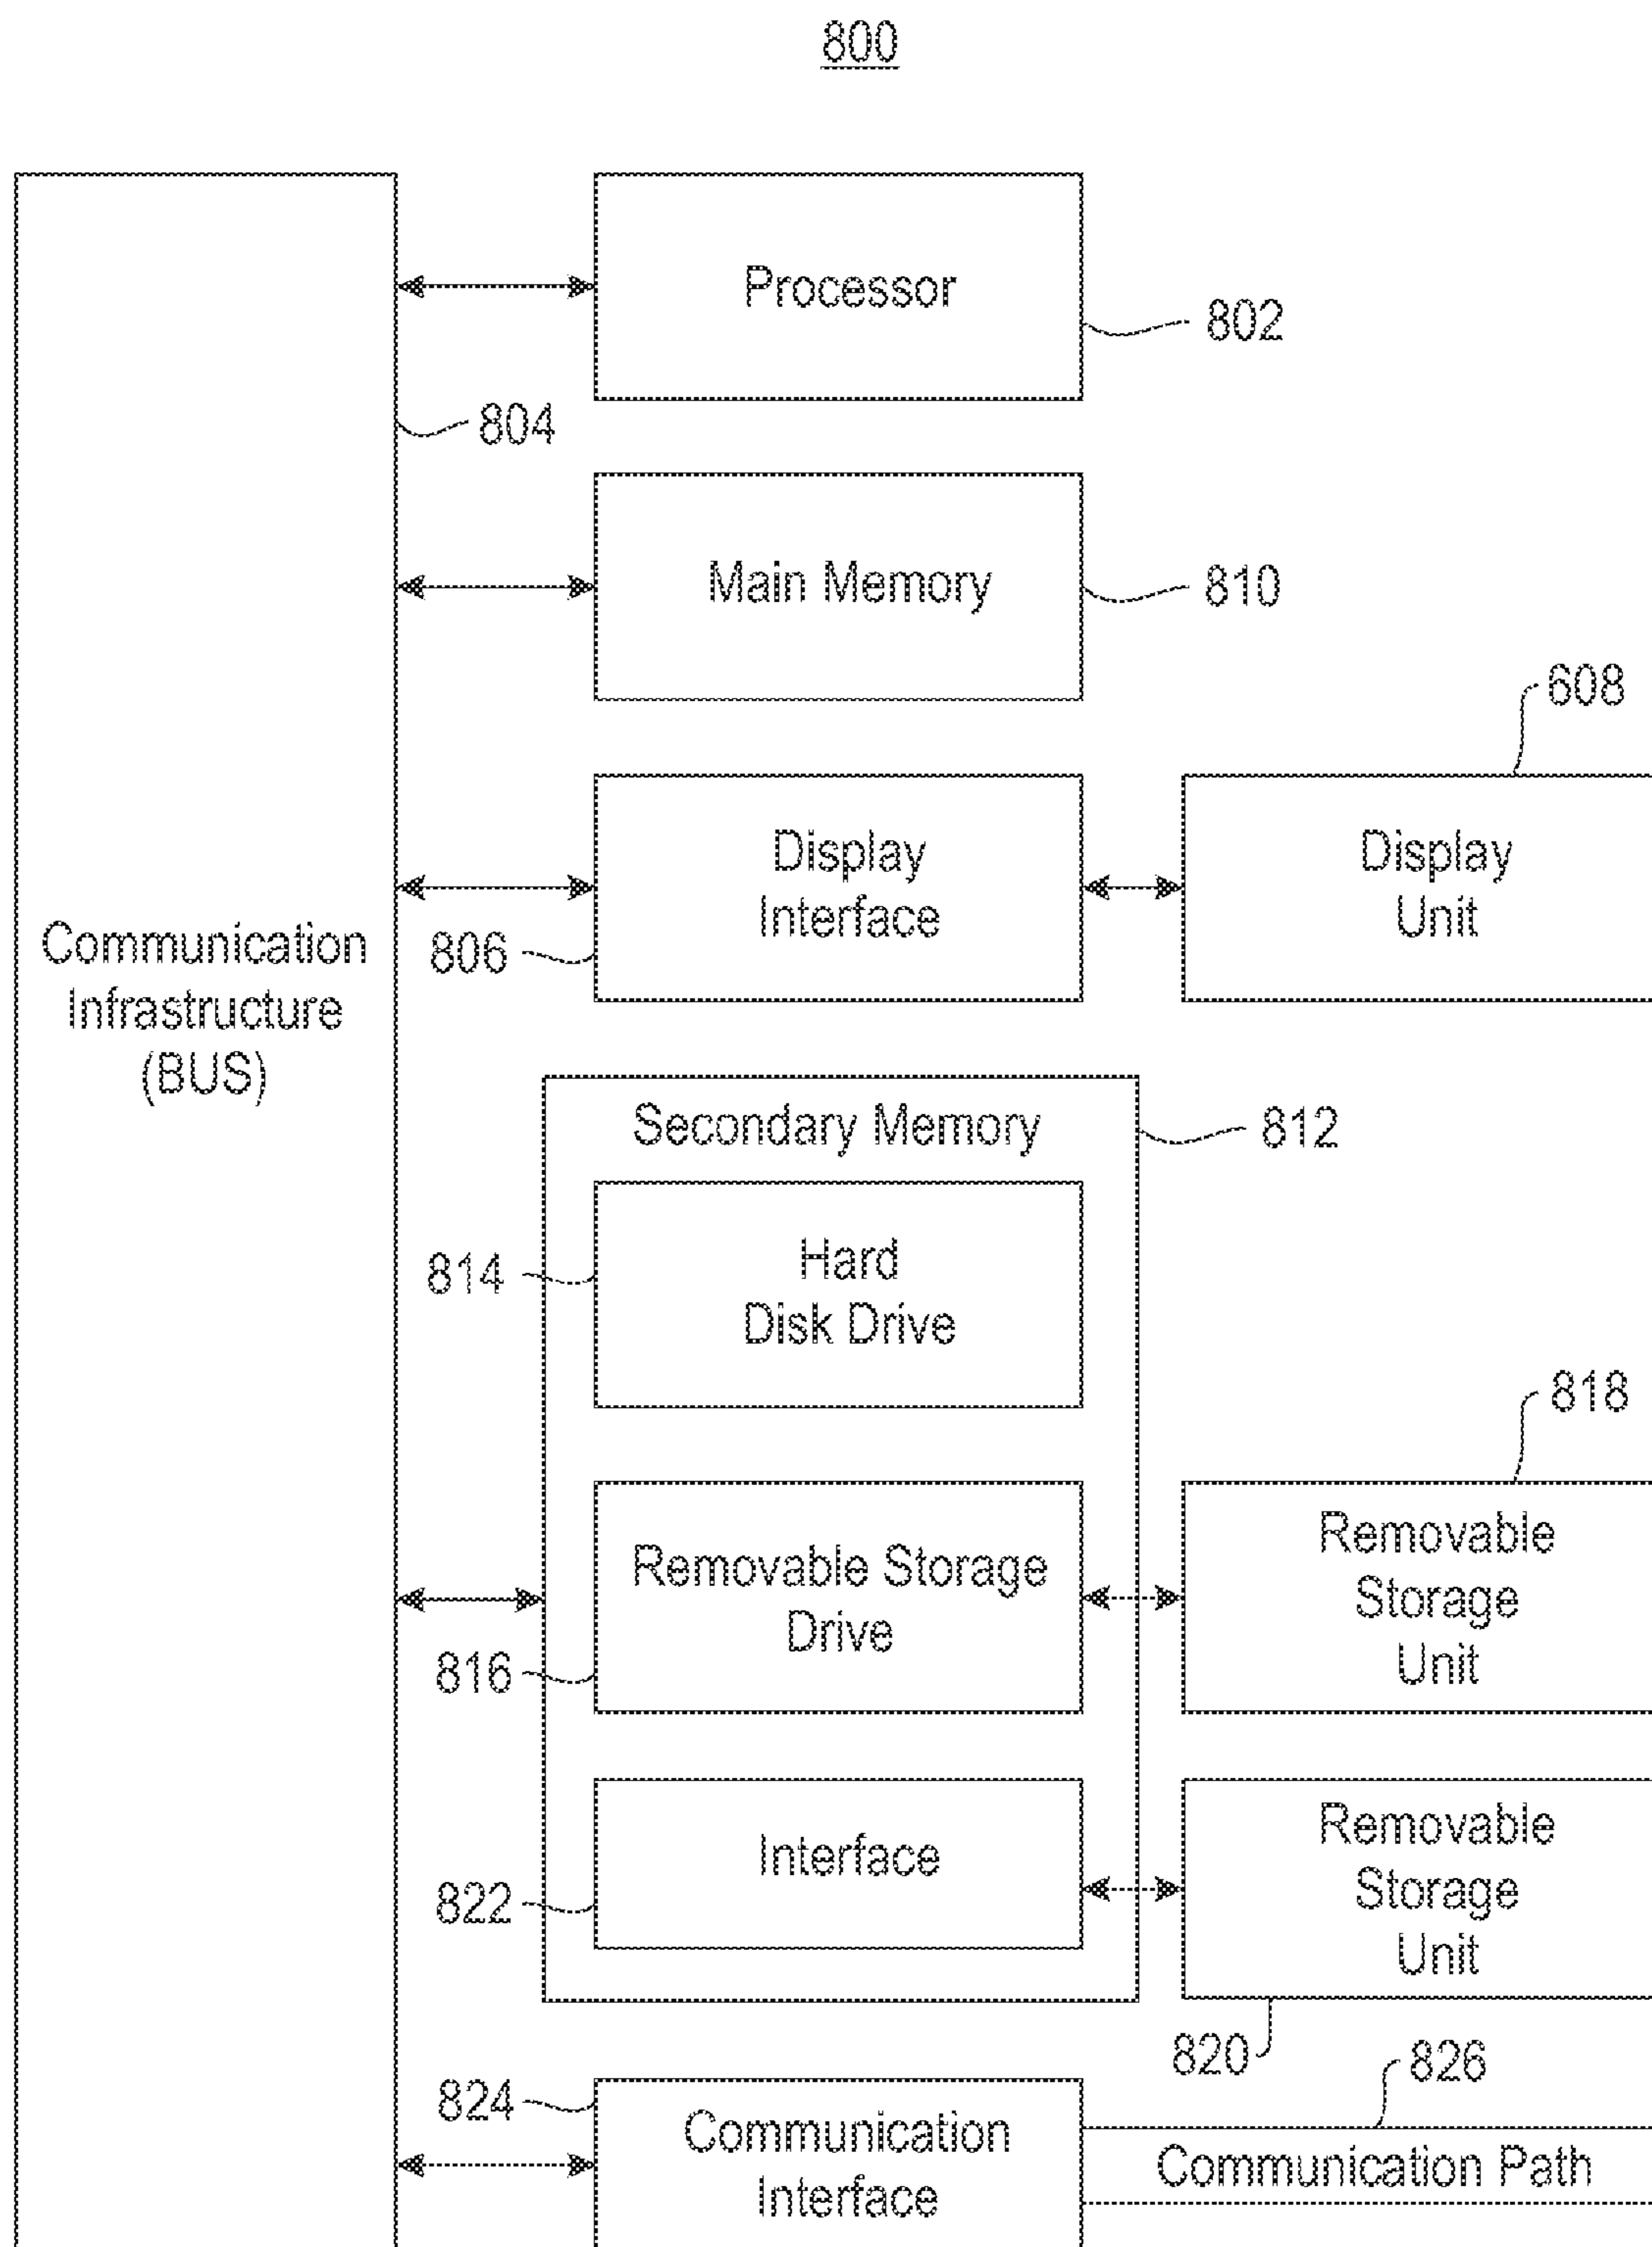 800
Processor
802
804
Main Memory
810
608
Display
Interface
806
Display
Unit
Communication
Infrastructure
(BUS)
Secondary Memory
812
Hard
Disk Drive
814
818
Removable Storage
Drive
816
Removable
Storage
Unit
Interface
822
Removable
Storage
Unit
820
826
824
Communication
Interface
Communication Path